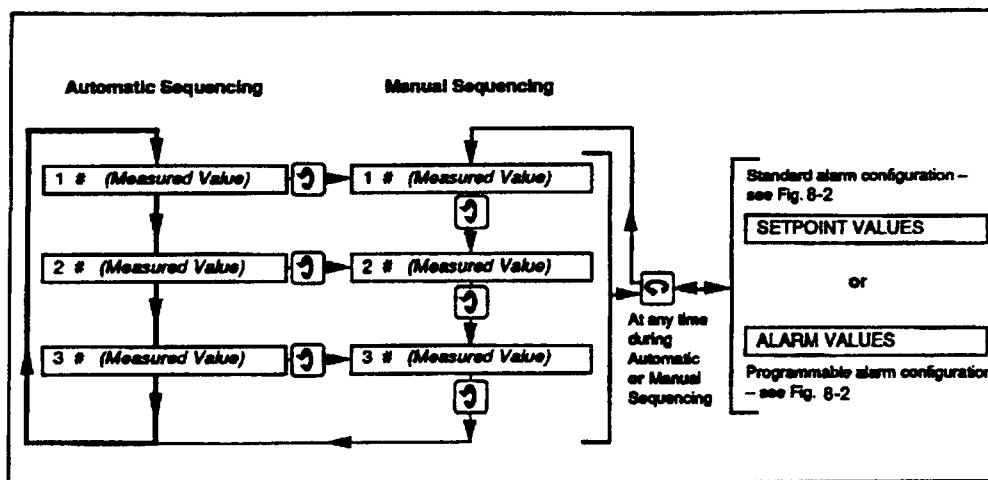 Automatic Sequencing
Manual Sequencing
1 # (Measured Value)
1 # (Measured Value)
2 # (Measured Value)
2 # (Measured Value)
3 # (Measured Value)
3 # (Measured Value)
At any time
during
Automatic
or Manual
Sequencing
Standard alarm configuration –
see Fig. 8-2
SETPOINT VALUES
or
ALARM VALUES
Programmable alarm configuration
– see Fig. 8-2